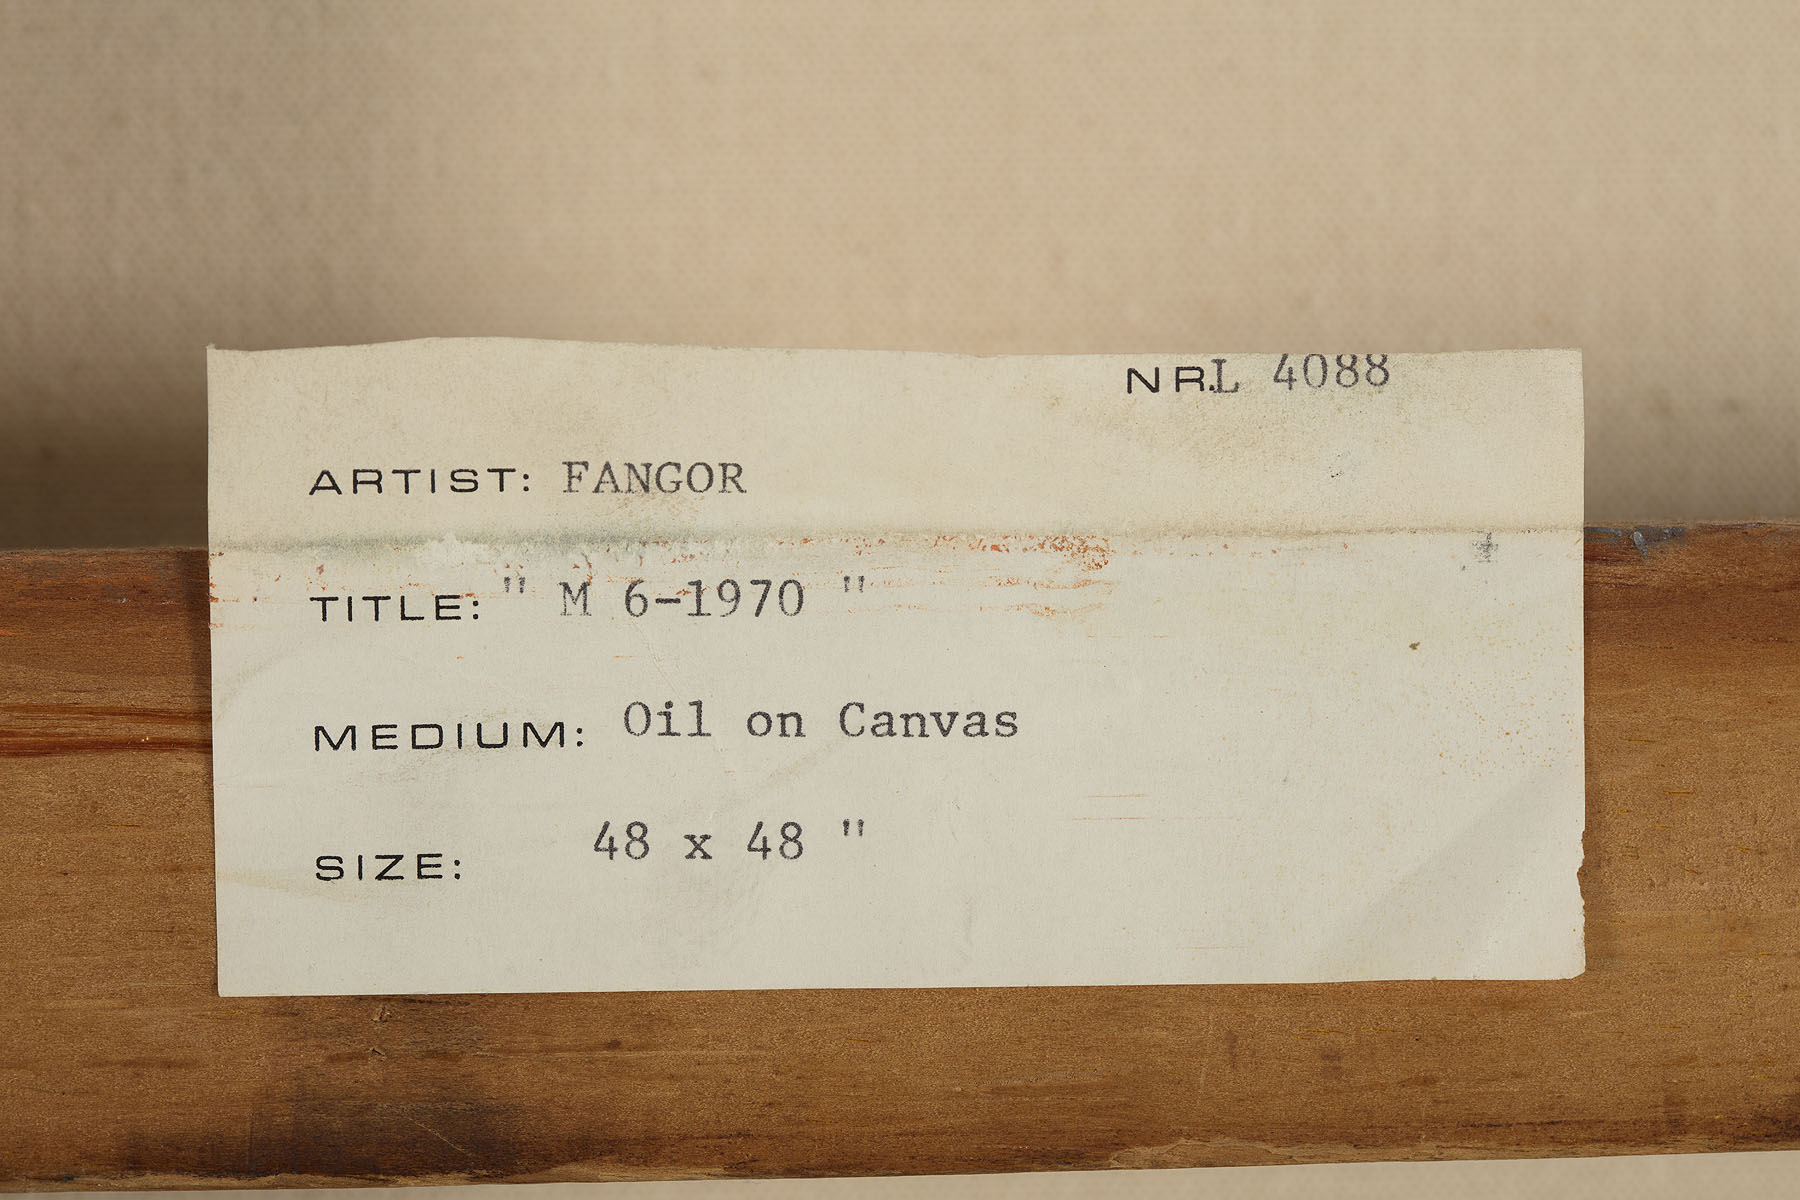 NR.L 4088
ARTIST: FANGOR
TITLE: " M 6-1970 "
MEDIUM: Oil on Canvas
SIZE: 48 x 48 "